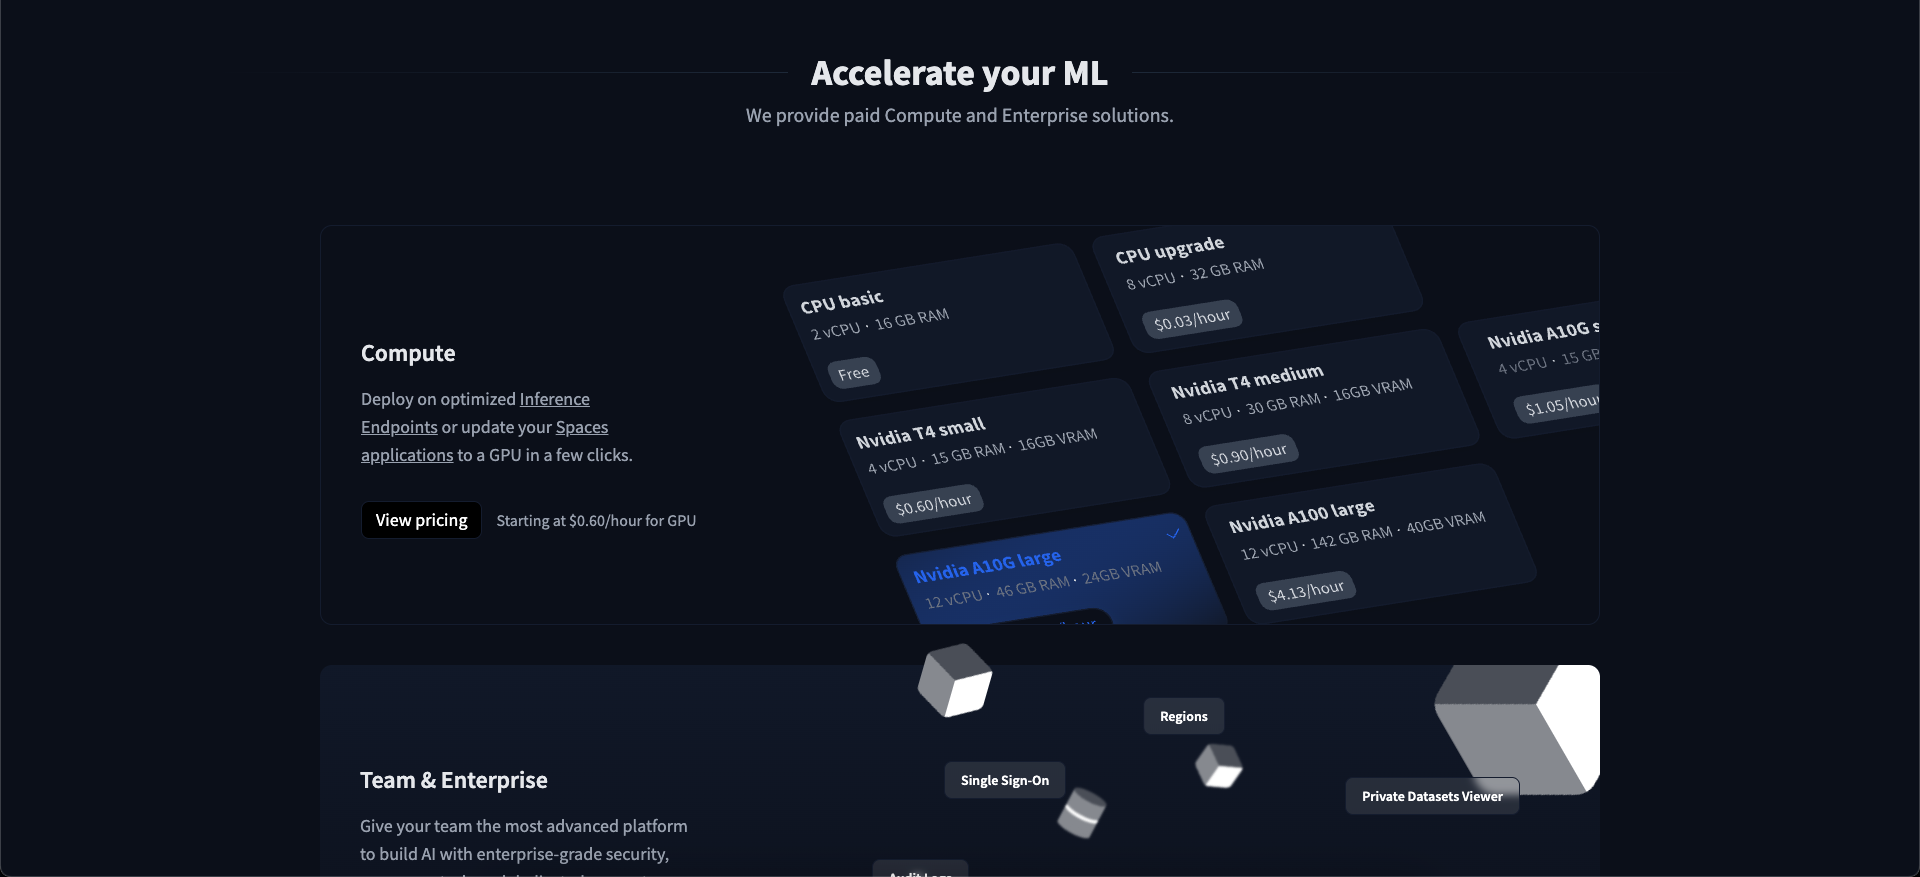 Accelerate your ML
We provide paid Compute and Enterprise solutions.
Compute
Deploy on optimized Inference
Endpoints or update your Spaces
applications to a GPU in a few clicks.
View pricing
Starting at $0.60/hour for GPU
CPU basic
2 vCPU · 16 GB RAM
Free
CPU upgrade
8 vCPU · 32 GB RAM
$0.03/hour
Nvidia T4 small
4 vCPU · 15 GB RAM · 16GB VRAM
$0.60/hour
Nvidia T4 medium
8 vCPU · 30 GB RAM · 16GB VRAM
$0.90/hour
Nvidia A10G s
4 vCPU · 15 GB
$1.05/hour
Nvidia A10G large
12 vCPU · 46 GB RAM · 24GB VRAM
Nvidia A100 large
12 vCPU · 142 GB RAM · 40GB VRAM
$4.13/hour
Regions
Single Sign-On
Private Datasets Viewer
Team & Enterprise
Give your team the most advanced platform
to build AI with enterprise-grade security,